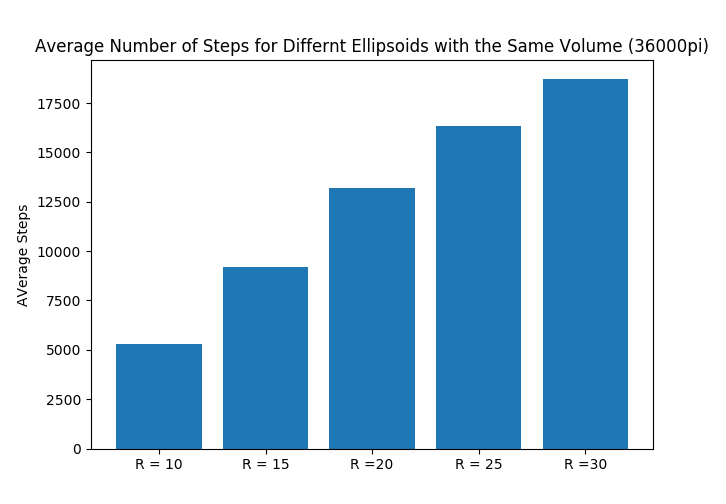 Average Number of Steps for Differnt Ellipsoids with the Same Volume (36000pi)
17500
15000
12500
10000
7500
5000
2500
0
AVerage Steps
R = 10
R = 15
R =20
R = 25
R =30